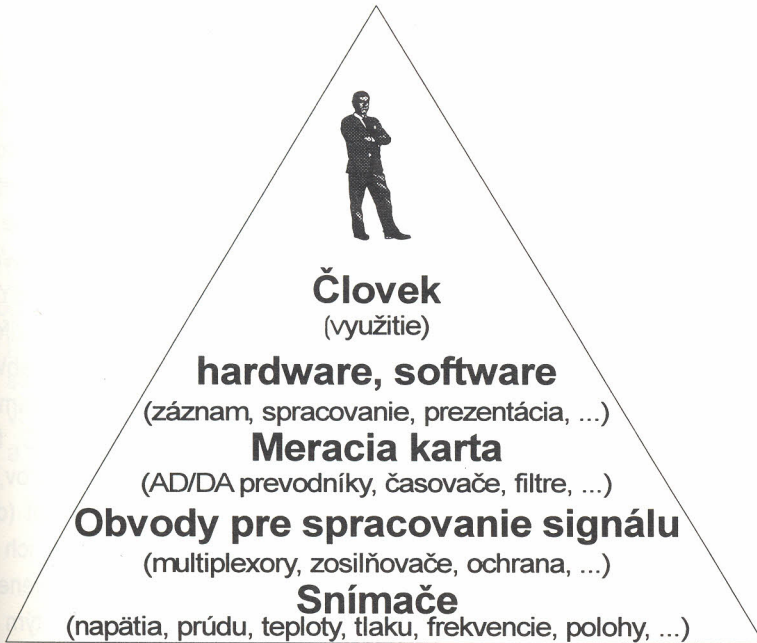 Človek
(využitie)
hardware, software
(záznam, spracovanie, prezentácia, ...)
Meracia karta
(AD/DA prevodníky, časovače, filtre, ...)
Obvody pre spracovanie signálu
(multiplexory, zosilňovače, ochrana, ...)
Snímače
(napätia, prúdu, teploty, tlaku, frekvencie, polohy, ...)